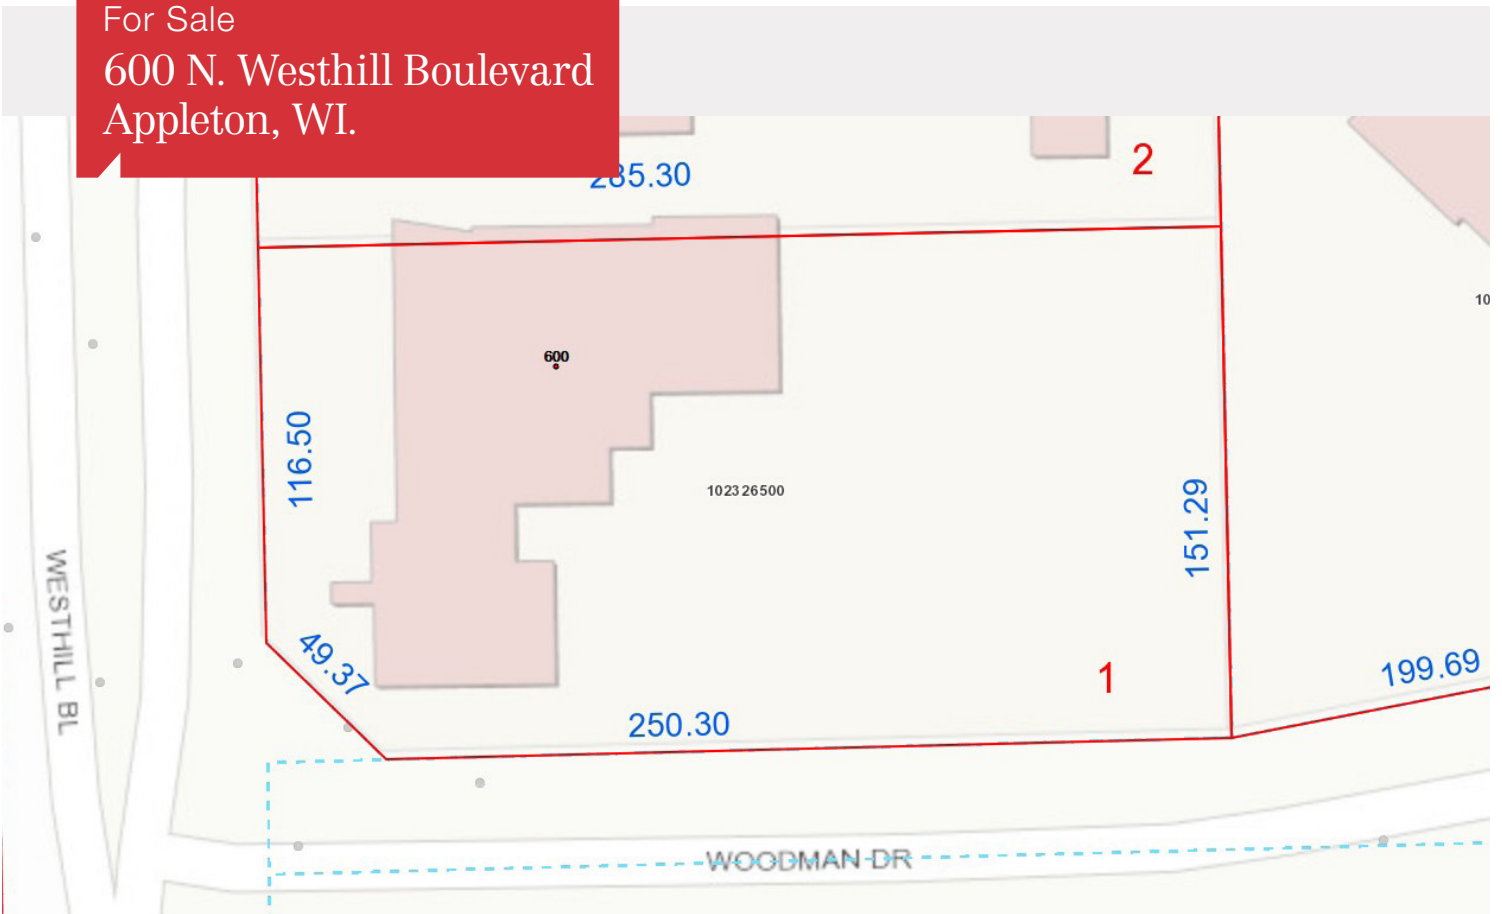 For Sale
600 N. Westhill Boulevard
Appleton, WI.
285.30
2
600
10
116.50
102326500
151.29
WESTHILL BL
49.37
1
199.69
250.30
WOODMAN DR